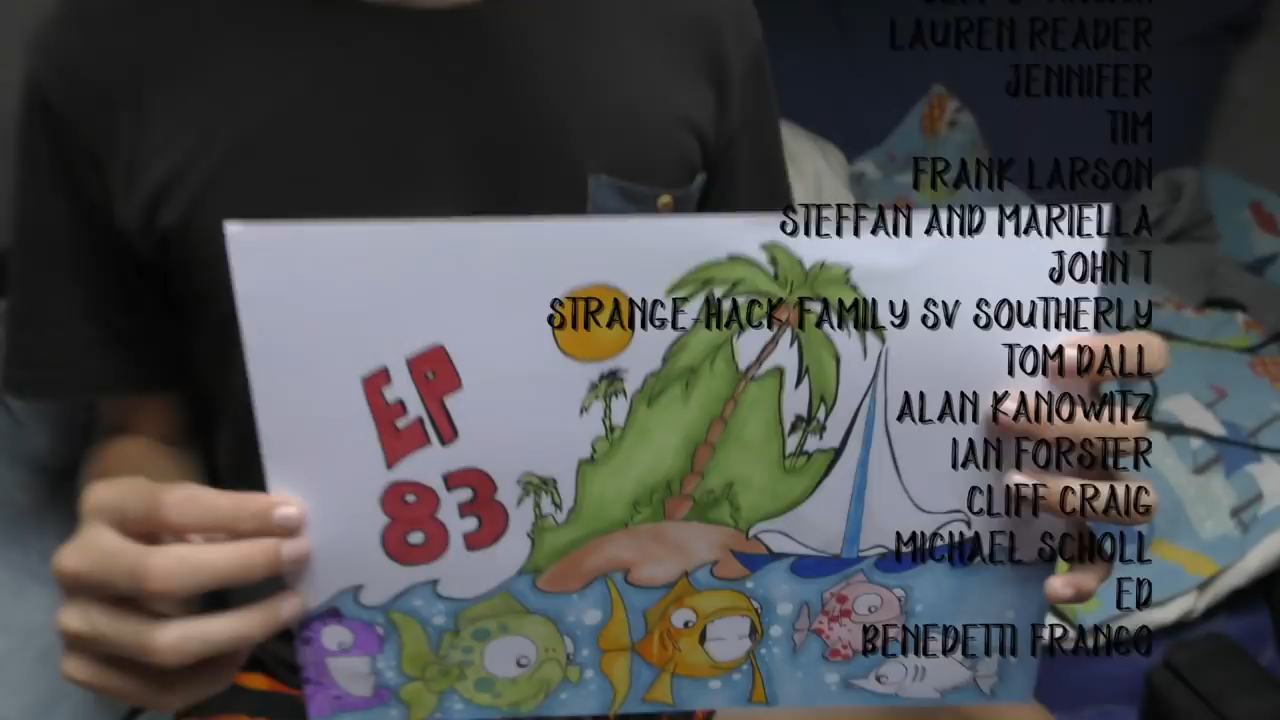 LAUREN READER
JENNIFER
TIM
FRANK LARSON
STEFFAN AND MARIELLA
JOHN T
STRANGE-HACK FAMILY SV SOUTHERLY
TOM DALL
ALAN KANOWITZ
IAN FORSTER
CLIFF CRAIG
MICHAEL SCHOLL
ED
BENEDETTI FRANCO
EP
83